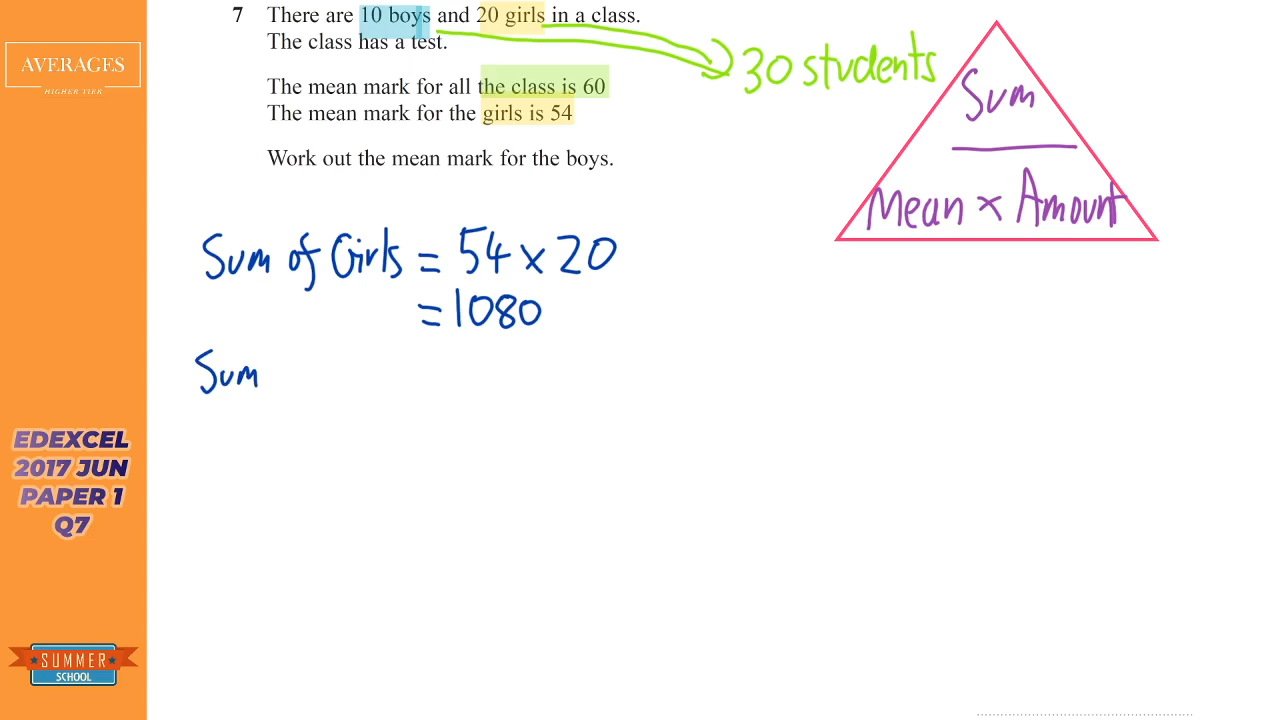 AVERAGES
HIGHER TIER
7 There are 10 boys and 20 girls in a class.
The class has a test.
30 students
The mean mark for all the class is 60
The mean mark for the girls is 54
Work out the mean mark for the boys.
Sum
Mean × Amount
Sum of Girls = 54 × 20
= 1080
Sum
EDEXCEL
2017 JUN
PAPER 1
Q7
SUMMER
SCHOOL